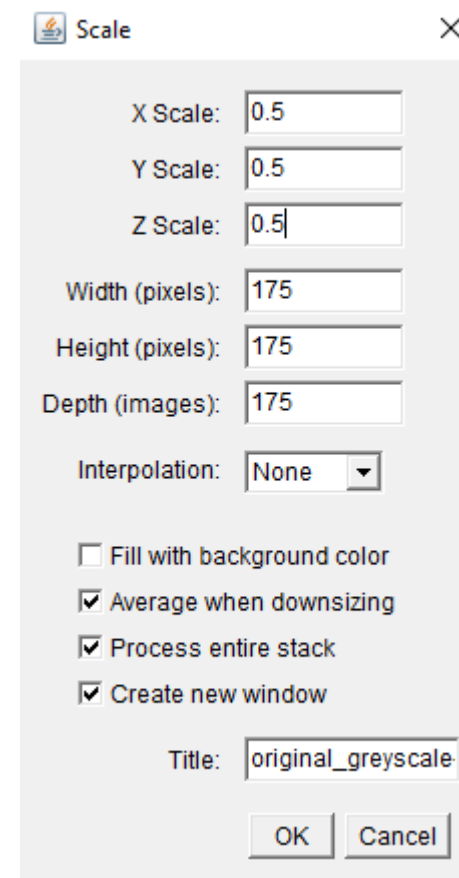 Scale
X Scale: 0.5
Y Scale: 0.5
Z Scale: 0.5
Width (pixels): 175
Height (pixels): 175
Depth (images): 175
Interpolation: None
Fill with background color
Average when downsizing
Process entire stack
Create new window
Title: original_greyscale-
OK Cancel